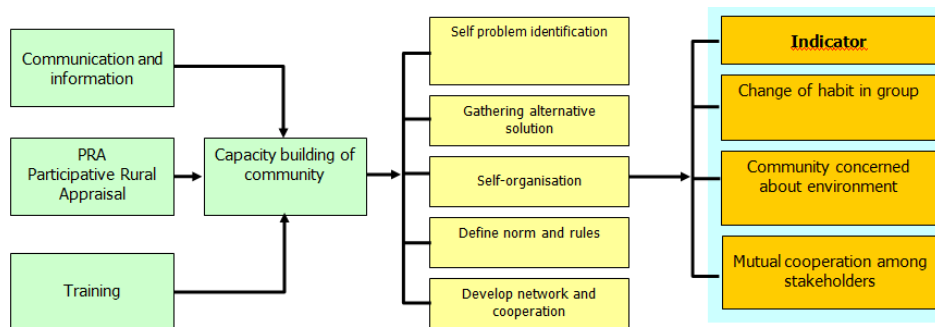 Communication and
information
PRA
Participative Rural
Appraisal
Training
Capacity building of
community
Self problem identification
Gathering alternative
solution
Self-organisation
Define norm and rules
Develop network and
cooperation
Indicator
Change of habit in group
Community concerned
about environment
Mutual cooperation among
stakeholders